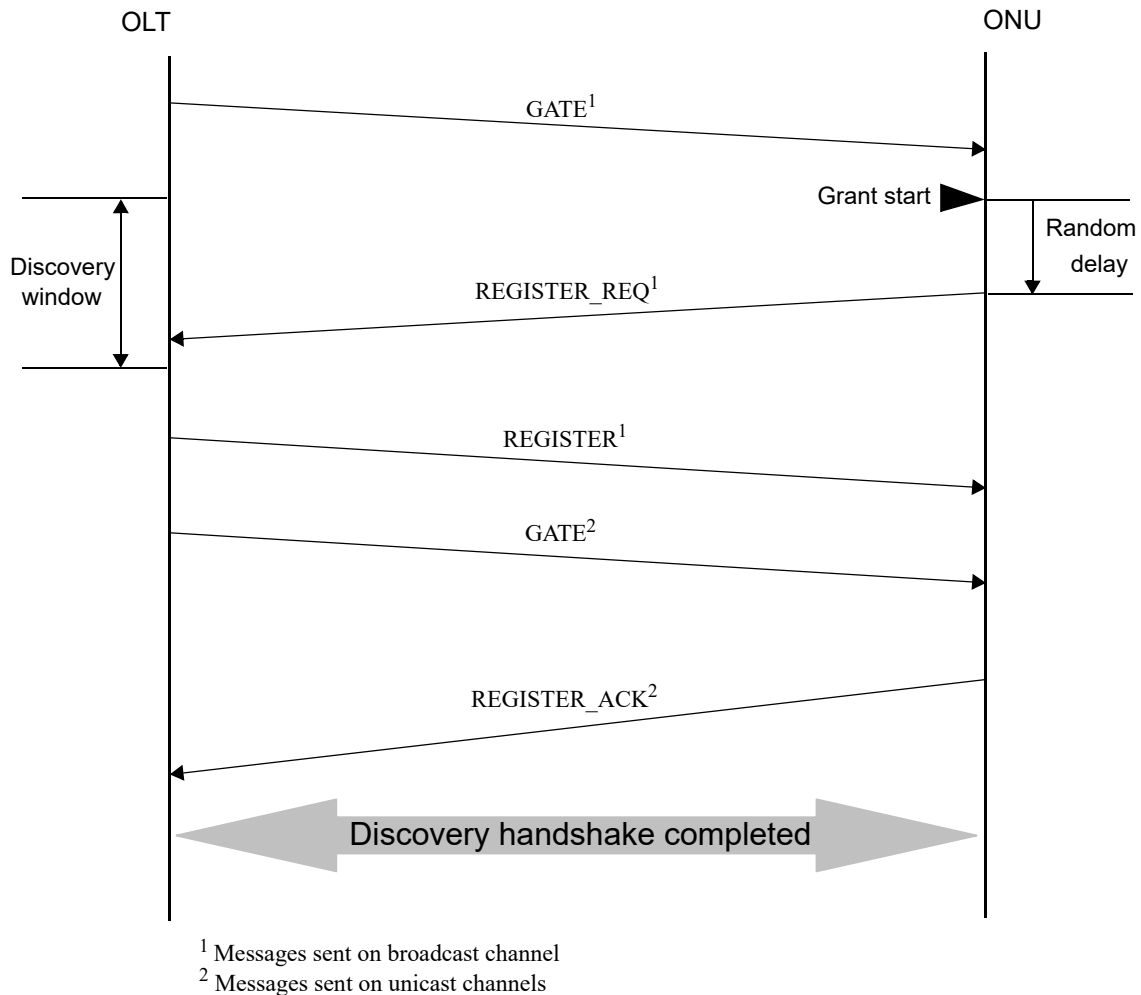 OLT
ONU
GATE¹
Grant start
Random
delay
Discovery
window
REGISTER_REQ¹
REGISTER¹
GATE²
REGISTER_ACK²
Discovery handshake completed
¹ Messages sent on broadcast channel
² Messages sent on unicast channels